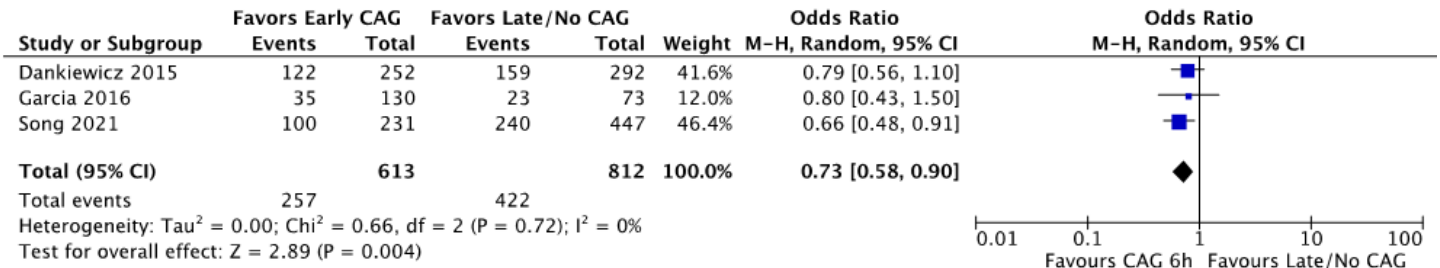 Favors Early CAG Favors Late/No CAG Odds Ratio Odds Ratio
Study or Subgroup Events Total Events Total Weight M-H, Random, 95% CI M-H, Random, 95% CI
Dankiewicz 2015 122 252 159 292 41.6% 0.79 [0.56, 1.10]
Garcia 2016 35 130 23 73 12.0% 0.80 [0.43, 1.50]
Song 2021 100 231 240 447 46.4% 0.66 [0.48, 0.91]
Total (95% CI) 613 812 100.0% 0.73 [0.58, 0.90]
Total events 257 422
Heterogeneity: Tau² = 0.00; Chi² = 0.66, df = 2 (P = 0.72); I² = 0%
Test for overall effect: Z = 2.89 (P = 0.004)
0.01 0.1 1 10 100
Favours CAG 6h Favours Late/No CAG